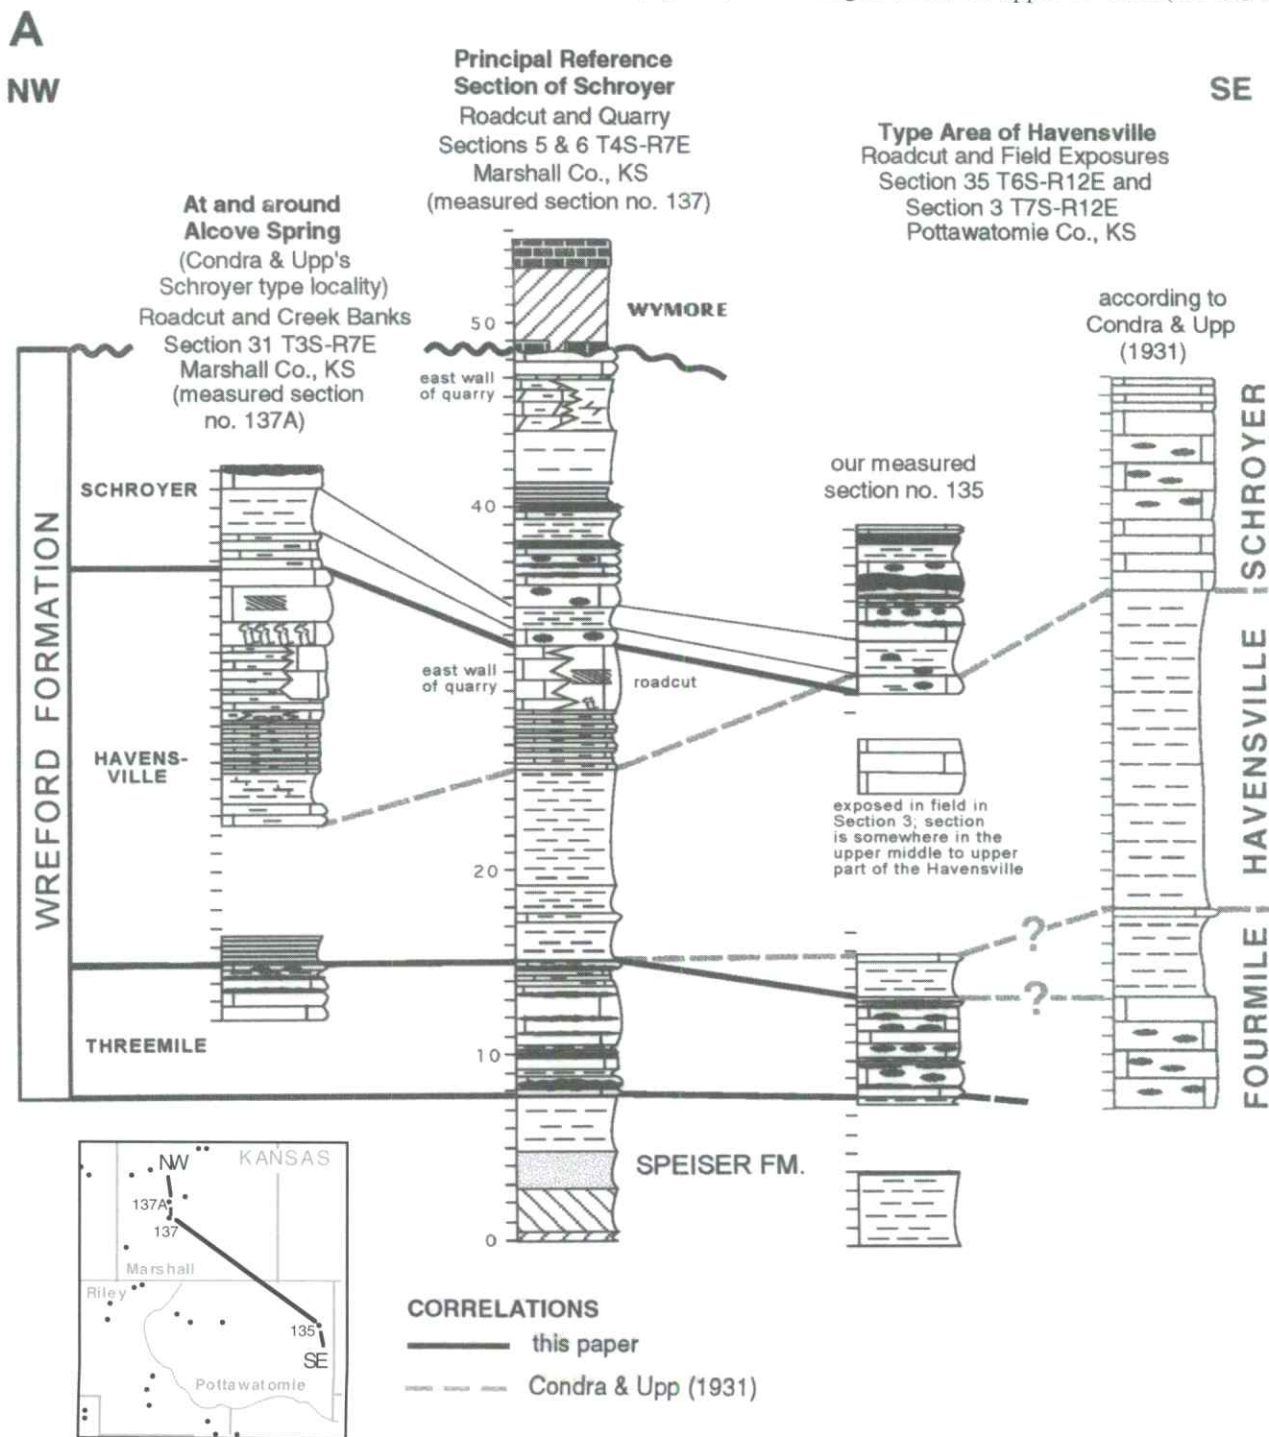 A
NW
SE
Principal Reference
Section of Schroyer
Roadcut and Quarry
Sections 5 & 6 T4S-R7E
Marshall Co., KS
(measured section no. 137)
Type Area of Havensville
Roadcut and Field Exposures
Section 35 T6S-R12E and
Section 3 T7S-R12E
Pottawatomie Co., KS
At and around
Alcove Spring
(Condra & Upp's
Schroyer type locality)
Roadcut and Creek Banks
Section 31 T3S-R7E
Marshall Co., KS
(measured section
no. 137A)
according to
Condra & Upp
(1931)
WYMORE
50
east wall
of quarry
our measured
section no. 135
SCHROYER
40
WREFORD FORMATION
east wall
of quarry
roadcut
HAVENS-
VILLE
exposed in field in
Section 3; section
is somewhere in the
upper middle to upper
part of the Havensville
20
?
?
THREEMILE
10
SCHROYER
HAVENSVILLE
FOURMILE
SPEISER FM.
0
NW
KANSAS
137A
137
Marshall
Riley
135
SE
Pottawatomie
CORRELATIONS
this paper
Condra & Upp (1931)